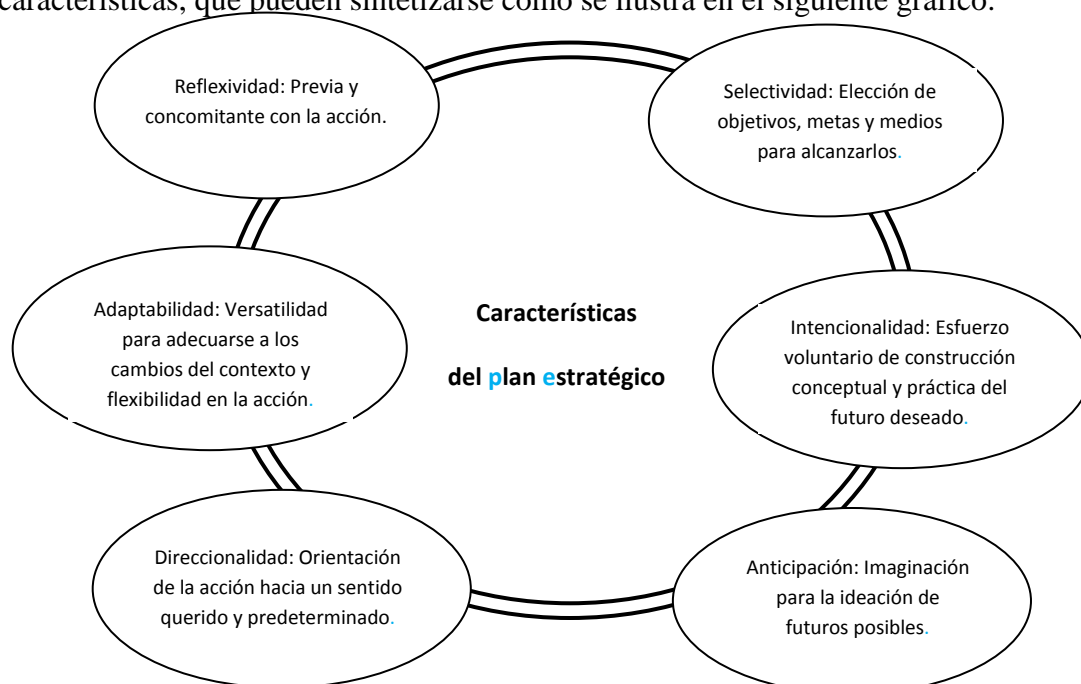 características, que pueden sintetizarse como se ilustra en el siguiente gráfico:
Reflexividad: Previa y
concomitante con la acción.
Selectividad: Elección de
objetivos, metas y medios
para alcanzarlos.
Adaptabilidad: Versatilidad
para adecuarse a los
cambios del contexto y
flexibilidad en la acción.
Características
del plan estratégico
Intencionalidad: Esfuerzo
voluntario de construcción
conceptual y práctica del
futuro deseado.
Direccionalidad: Orientación
de la acción hacia un sentido
querido y predeterminado.
Anticipación: Imaginación
para la ideación de
futuros posibles.